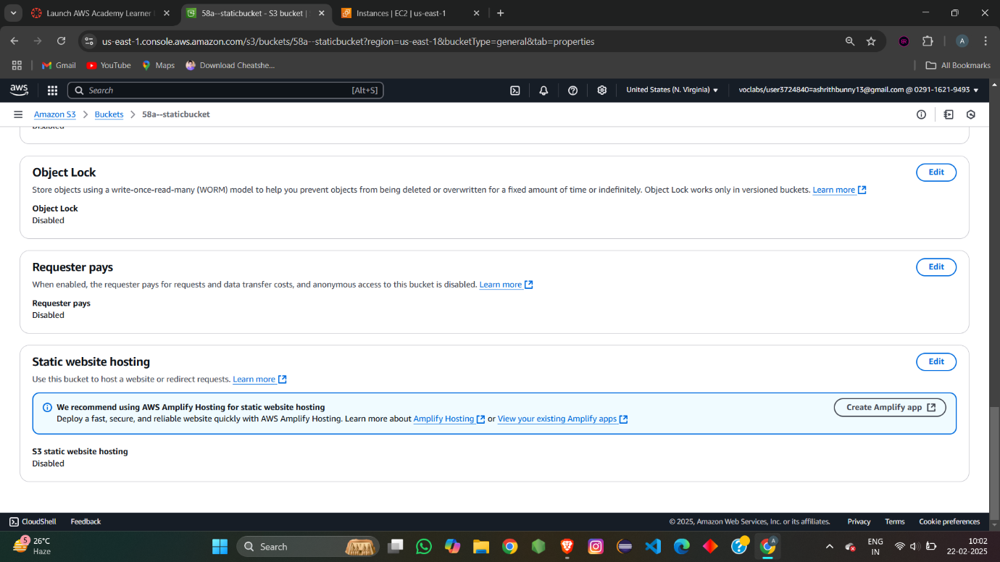 Launch AWS Academy Learner
58a--staticbucket - S3 bucket |
Instances | EC2 | us-east-1
us-east-1.console.aws.amazon.com/s3/buckets/58a--staticbucket?region=us-east-1&bucketType=general&tab=properties
A
Gmail
YouTube
Maps
Download Cheatshe...
All Bookmarks
aws
Search
[Alt+S]
United States (N. Virginia)
voclabs/user3724840=ashrithbunny13@gmail.com @ 0291-1621-9493
Amazon S3
Buckets
58a--staticbucket
Disabled
Object Lock
Edit
Store objects using a write-once-read-many (WORM) model to help you prevent objects from being deleted or overwritten for a fixed amount of time or indefinitely. Object Lock works only in versioned buckets. Learn more
Object Lock
Disabled
Requester pays
Edit
When enabled, the requester pays for requests and data transfer costs, and anonymous access to this bucket is disabled. Learn more
Requester pays
Disabled
Static website hosting
Edit
Use this bucket to host a website or redirect requests. Learn more
We recommend using AWS Amplify Hosting for static website hosting
Create Amplify app
Deploy a fast, secure, and reliable website quickly with AWS Amplify Hosting. Learn more about Amplify Hosting or View your existing Amplify apps
S3 static website hosting
Disabled
CloudShell
Feedback
© 2025, Amazon Web Services, Inc. or its affiliates.
Privacy
Terms
Cookie preferences
5
26°C
Haze
Search
A
ENG
IN
10:02
22-02-2025